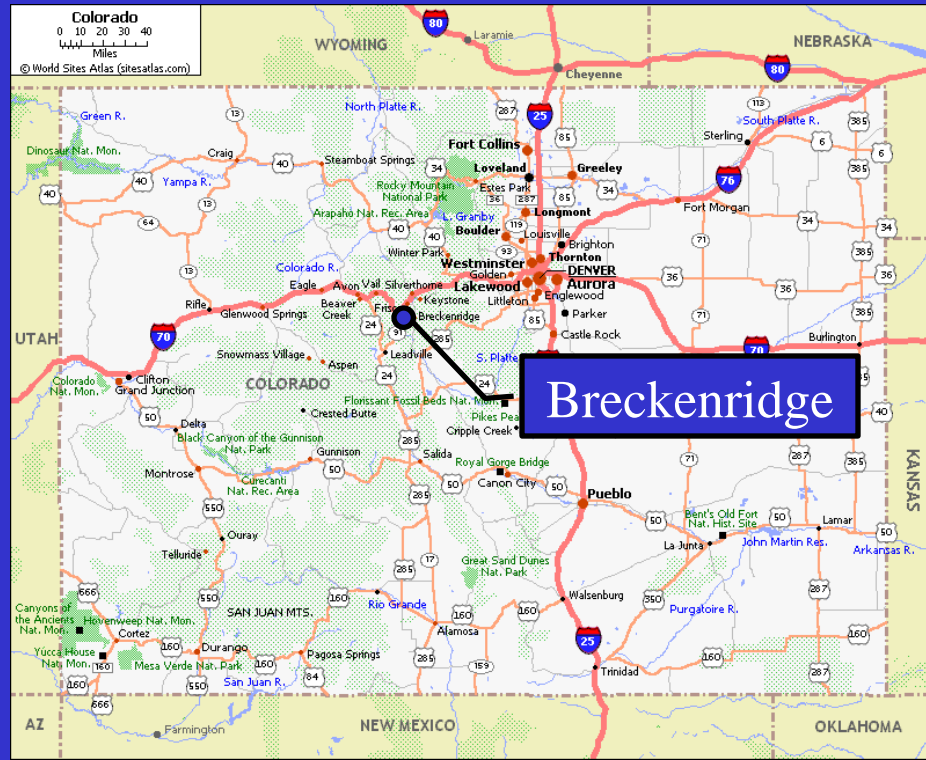 Colorado
0 10 20 30 40
Miles
© World Sites Atlas (sitesatlas.com)
WYOMING
NEBRASKA
80
Laramie
Cheyenne
80
Green R.
13
North Platte R.
287
25
85
113
South Platte R.
385
Sterling
6
6
Dinosaur Nat. Mon.
Craig
40
40
Steamboat Springs
Fort Collins
Loveland
Greeley
34
Estes Park
34
76
385
Yampa R.
40
13
Rocky Mountain
National Park
36
287
85
Fort Morgan
34
34
34
64
Arapaho Nat. Rec. Area
L. Granby
Longmont
119
Boulder
Louisville
40
40
93
Brighton
71
385
Winter Park
Westminster
Thornton
Golden
DENVER
13
Colorado R.
Lakewood
Aurora
36
36
36
Eagle
Avon
Vail
Silverthorne
Keystone
Littleton
Englewood
Rifle
Glenwood Springs
Beaver
Creek
Breckenridge
24
91
85
Parker
71
385
UTAH
70
285
Castle Rock
70
Burlington
Snowmass Village
Aspen
Leadville
S. Platte
24
24
Colorado
Nat. Mon.
Clifton
Grand Junction
COLORADO
Florissant Fossil Beds Nat. Mon.
Breckenridge
Crested Butte
Cripple Creek
40
50
Delta
Black Canyon of the Gunnison
Nat. Park
285
Salida
Gunnison
50
Royal Gorge Bridge
Canon City
50
50
71
287
385
KANSAS
Montrose
Curecanti
Nat. Rec. Area
285
Pueblo
550
50
Bent's Old Fort
Nat. Hist. Site
50
Lamar
50
Ouray
La Junta
John Martin Res.
Arkansas R.
Telluride
17
Great Sand Dunes
Nat. Park
285
287
666
550
SAN JUAN MTS.
160
Rio Grande
Walsenburg
350
Purgatoire R.
Canyons of
the Ancients
Nat. Mon.
Hovenweep Nat. Mon.
160
160
Cortez
Alamosa
160
Yucca House
Nat. Mon.
160
160
Durango
160
Pagosa Springs
25
160
Mesa Verde Nat. Park
285
159
Trinidad
287
160
550
San Juan R.
84
666
AZ
Farmington
NEW MEXICO
OKLAHOMA